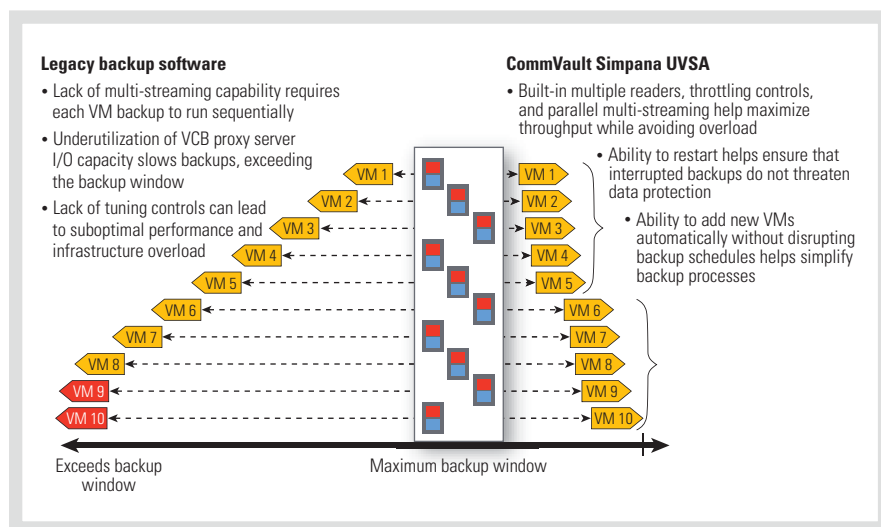 Legacy backup software
• Lack of multi-streaming capability requires
each VM backup to run sequentially
• Underutilization of VCB proxy server
I/O capacity slows backups, exceeding
the backup window
• Lack of tuning controls can lead
to suboptimal performance and
infrastructure overload
CommVault Simpana UVSA
• Built-in multiple readers, throttling controls,
and parallel multi-streaming help maximize
throughput while avoiding overload
• Ability to restart helps ensure that
interrupted backups do not threaten
data protection
• Ability to add new VMs
automatically without disrupting
backup schedules helps simplify
backup processes
VM 1
VM 2
VM 3
VM 4
VM 5
VM 6
VM 7
VM 8
VM 9
VM 10
VM 1
VM 2
VM 3
VM 4
VM 5
VM 6
VM 7
VM 8
VM 9
VM 10
Exceeds backup
window
Maximum backup window